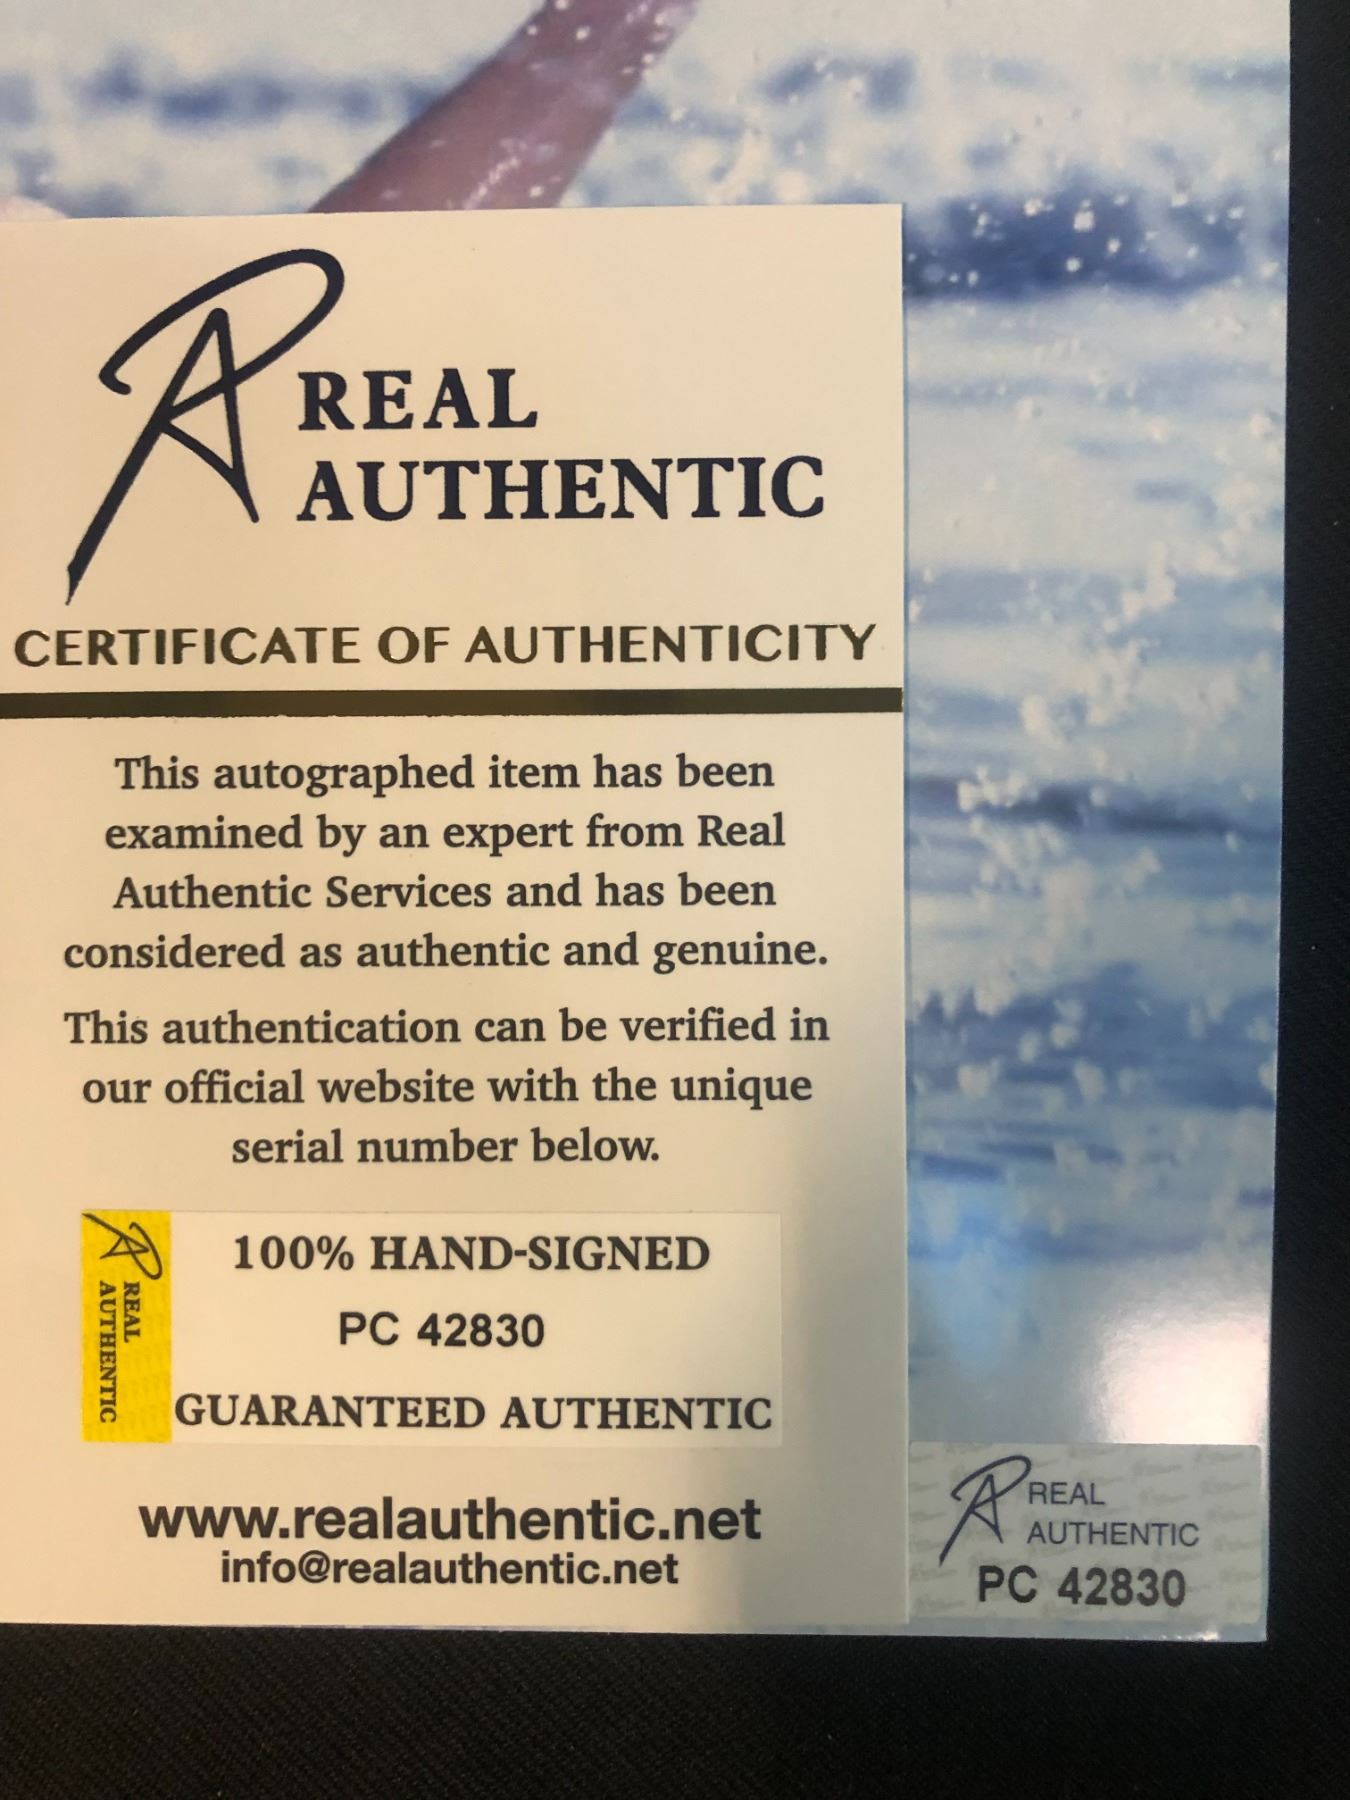 REAL
AUTHENTIC
CERTIFICATE OF AUTHENTICITY
This autographed item has been
examined by an expert from Real
Authentic Services and has been
considered as authentic and genuine.
This authentication can be verified in
our official website with the unique
serial number below.
REAL
AUTHENTIC
100% HAND-SIGNED
PC 42830
GUARANTEED AUTHENTIC
www.realauthentic.net
info@realauthentic.net
REAL
AUTHENTIC
PC 42830